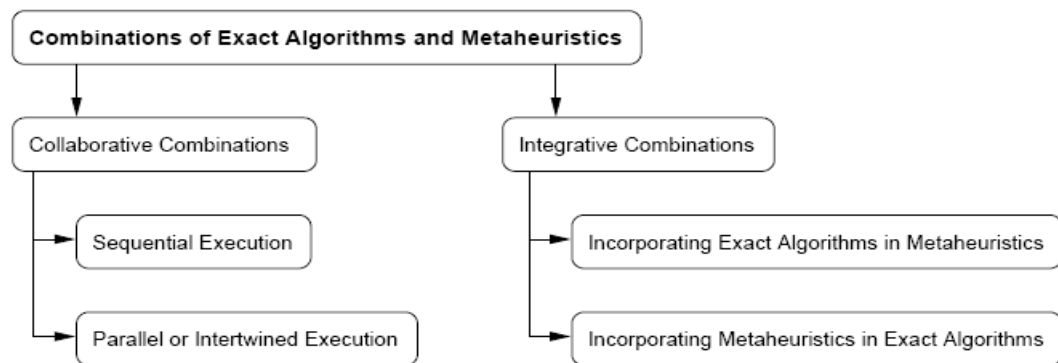 Combinations of Exact Algorithms and Metaheuristics
Collaborative Combinations
Sequential Execution
Parallel or Intertwined Execution
Integrative Combinations
Incorporating Exact Algorithms in Metaheuristics
Incorporating Metaheuristics in Exact Algorithms